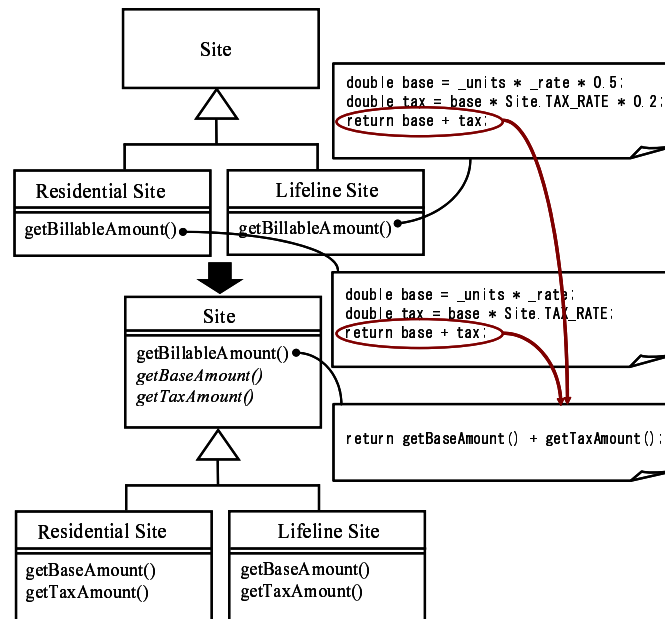 Site
double base = _units * _rate * 0.5;
double tax = base * Site.TAX_RATE * 0.2;
return base + tax;
Residential Site
getBillableAmount()
Lifeline Site
getBillableAmount()
double base = _units * _rate;
double tax = base * Site.TAX_RATE;
return base + tax;
Site
getBillableAmount()
getBaseAmount()
getTaxAmount()
return getBaseAmount() + getTaxAmount();
Residential Site
getBaseAmount()
getTaxAmount()
Lifeline Site
getBaseAmount()
getTaxAmount()